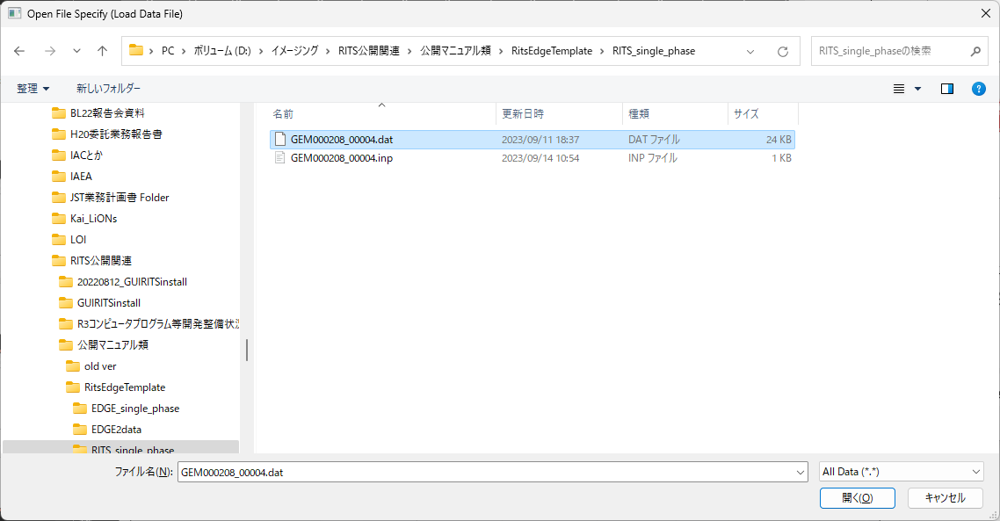 Open File Specify (Load Data File)
PC > ボリューム (D:) > イメージング > RITS公開関連 > 公開マニュアル類 > RitsEdgeTemplate > RITS_single_phase
RITS_single_phaseの検索
整理 新しいフォルダー
BL22報告会資料
H20委託業務報告書
IACとか
IAEA
JST業務計画書 Folder
Kai_LiONs
LOI
RITS公開関連
20220812_GUIRITSinstall
GUIRITSinstall
R3コンピュータプログラム等開発整備状況
公開マニュアル類
old ver
RitsEdgeTemplate
EDGE_single_phase
EDGE2data
RITS_single_phase
名前 更新日時 種類 サイズ
GEM000208_00004.dat 2023/09/11 18:37 DAT ファイル 24 KB
GEM000208_00004.inp 2023/09/14 10:54 INP ファイル 1 KB
ファイル名(N): GEM000208_00004.dat
All Data (*.*)
開く(O) キャンセル